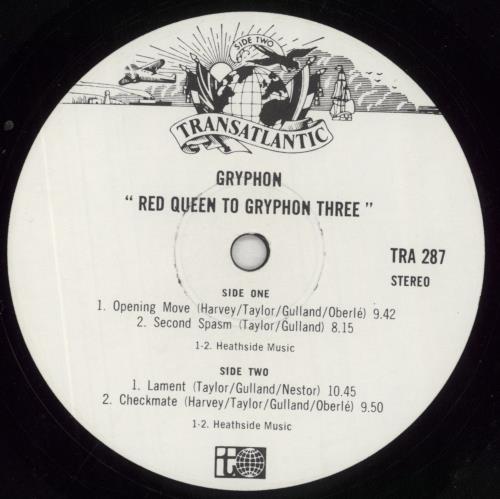 SIDE TWO
TRANSATLANTIC
GRYPHON
" RED QUEEN TO GRYPHON THREE "
TRA 287
STEREO
SIDE ONE
1. Opening Move (Harvey/Taylor/Gulland/Oberlé) 9.42
2. Second Spasm (Taylor/Gulland) 8.15
1-2. Heathside Music
SIDE TWO
1. Lament (Taylor/Gulland/Nestor) 10.45
2. Checkmate (Harvey/Taylor/Gulland/Oberlé) 9.50
1-2. Heathside Music
t